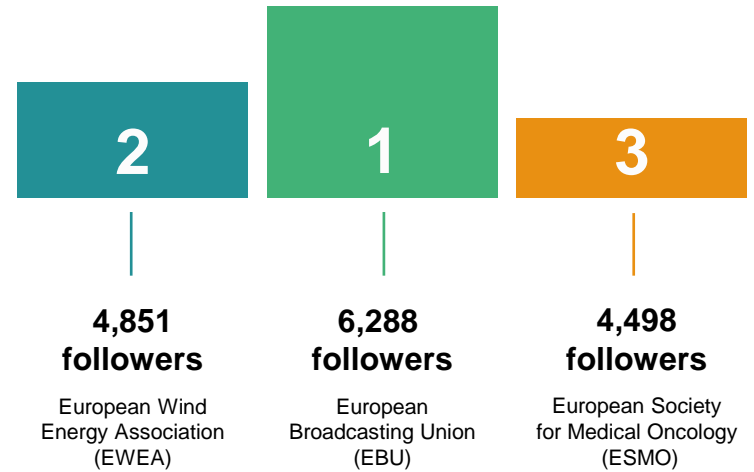 2
4,851
followers
European Wind
Energy Association
(EWEA)
1
6,288
followers
European
Broadcasting Union
(EBU)
3
4,498
followers
European Society
for Medical Oncology
(ESMO)